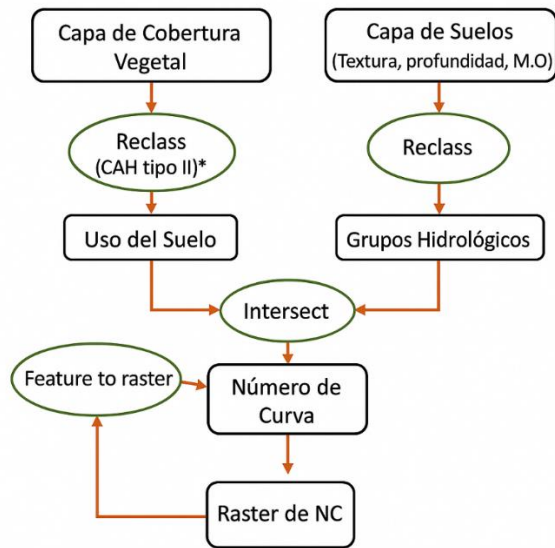 Capa de Cobertura
Vegetal
Capa de Suelos
(Textura, profundidad, M.O)
Reclass
(CAH tipo II)*
Reclass
Uso del Suelo
Grupos Hidrológicos
Intersect
Feature to raster
Número de
Curva
Raster de NC